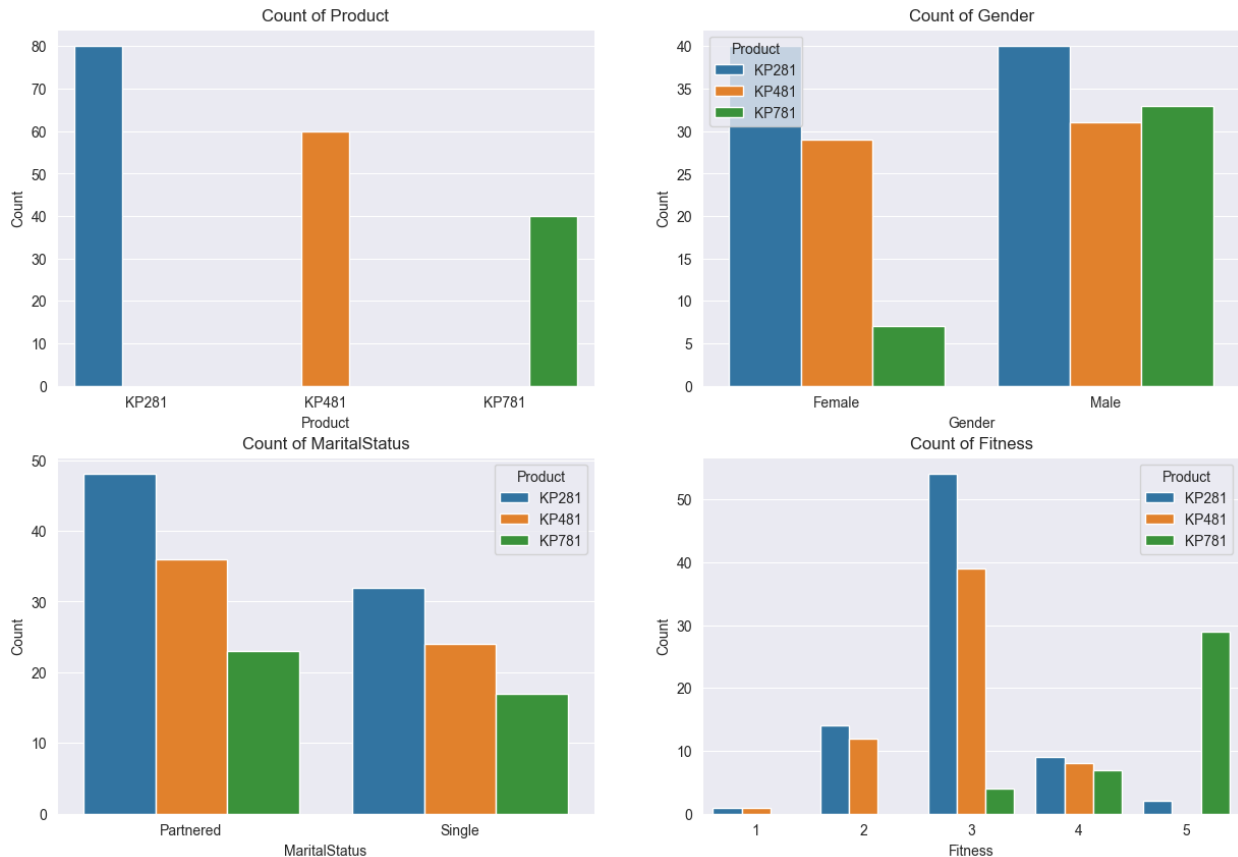 Count of Product
80
70
60
50
40
30
20
10
0
Count
KP281 KP481 KP781
Product
Count of Gender
40
35
30
25
20
15
10
5
0
Count
Product
KP281
KP481
KP781
Female Male
Gender
Count of MaritalStatus
50
40
30
20
10
0
Count
Product
KP281
KP481
KP781
Partnered Single
MaritalStatus
Count of Fitness
50
40
30
20
10
0
Count
Product
KP281
KP481
KP781
1 2 3 4 5
Fitness